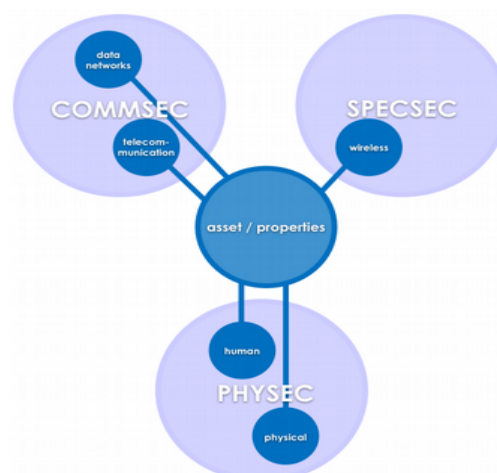 data
networks
COMMSEC
telecom-
munication
SPECSEC
wireless
asset / properties
human
PHYSEC
physical